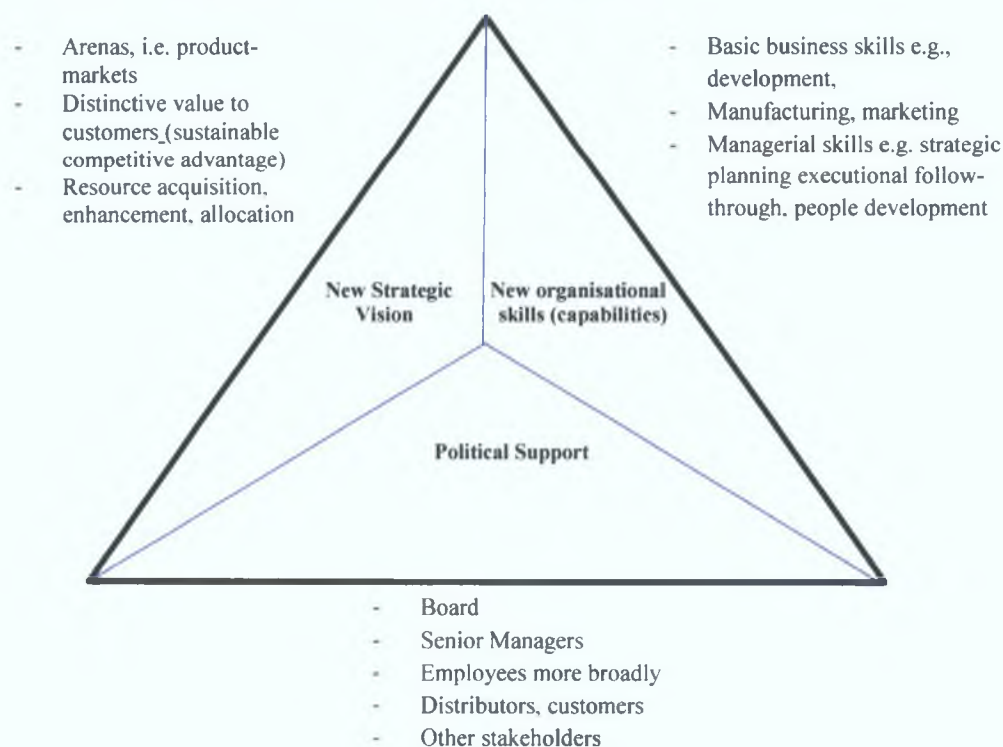 - Arenas, i.e. product-
markets
- Distinctive value to
customers (sustainable
competitive advantage)
- Resource acquisition,
enhancement, allocation
- Basic business skills e.g.,
development,
- Manufacturing, marketing
- Managerial skills e.g. strategic
planning executional follow-
through, people development
New Strategic
Vision
New organisational
skills (capabilities)
Political Support
- Board
- Senior Managers
- Employees more broadly
- Distributors, customers
- Other stakeholders